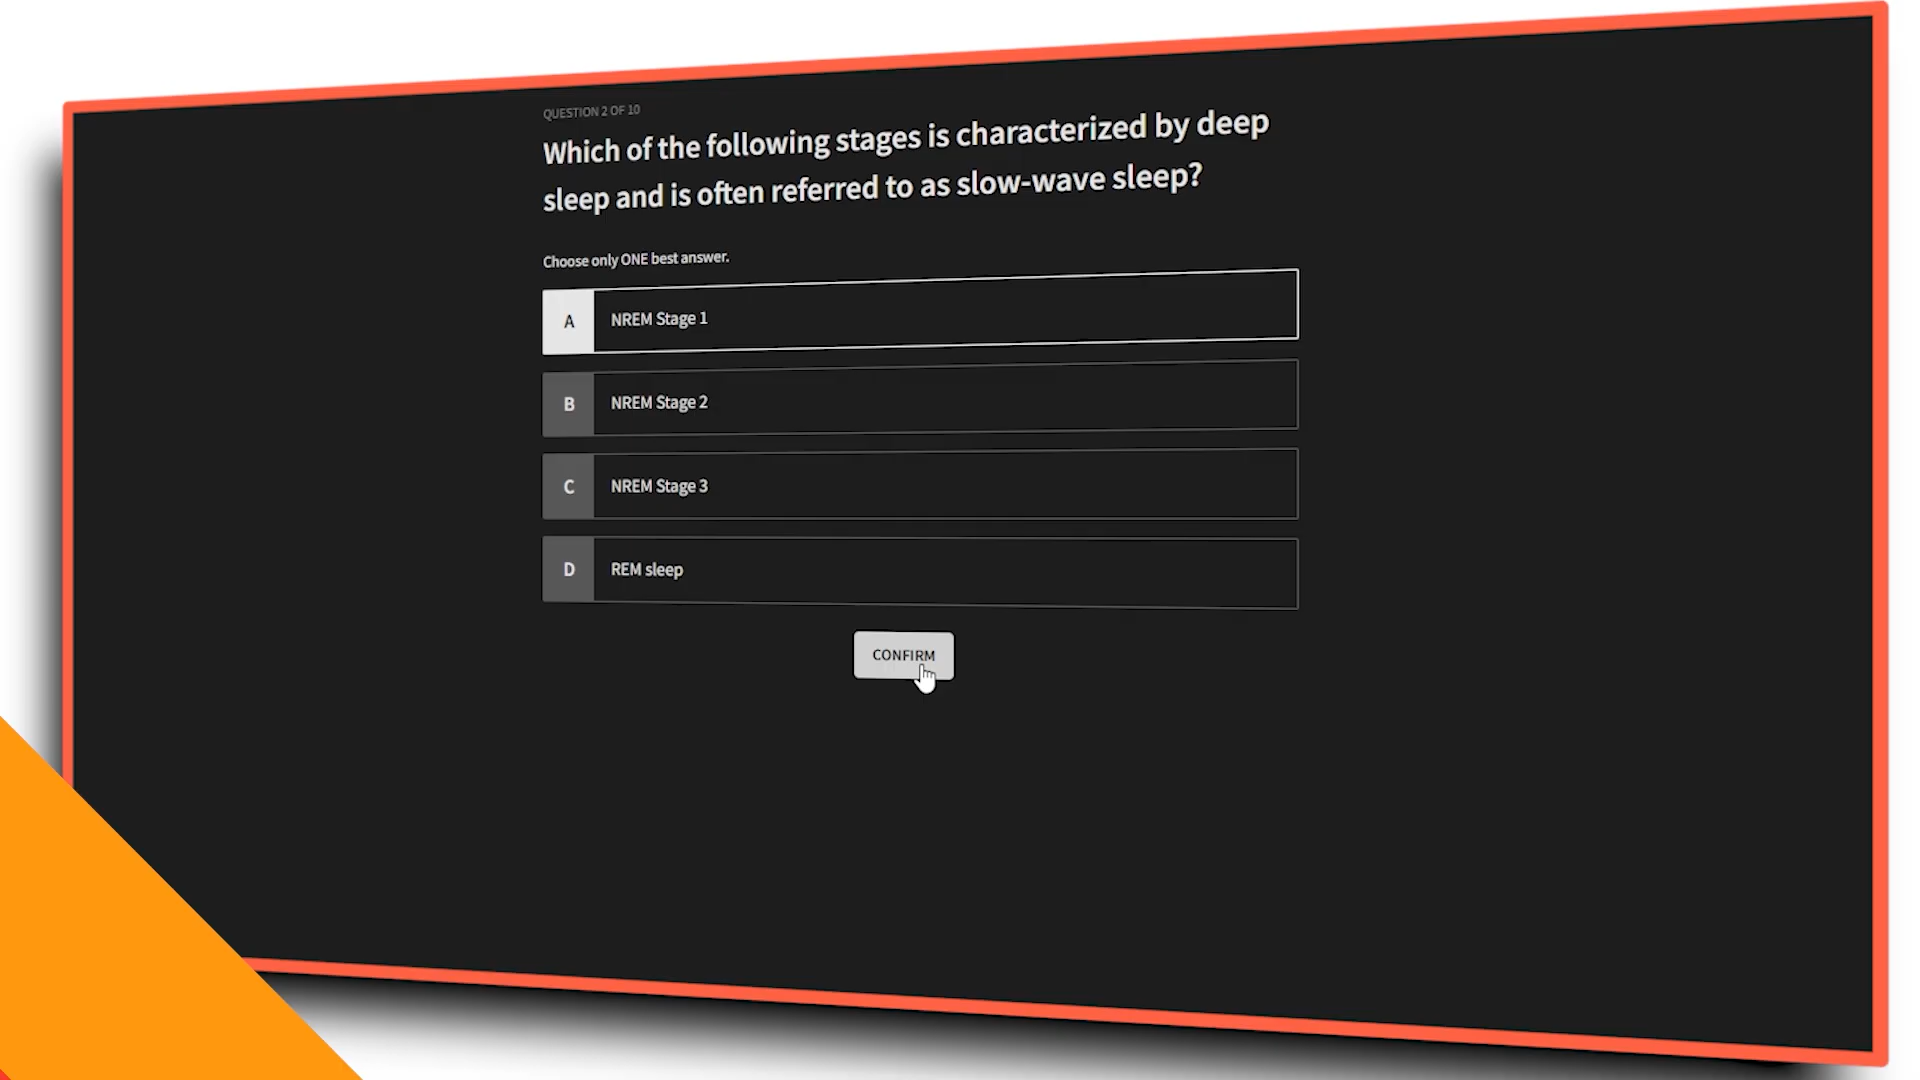 QUESTION 2 OF 10
Which of the following stages is characterized by deep
sleep and is often referred to as slow-wave sleep?
Choose only ONE best answer.
A NREM Stage 1
B NREM Stage 2
C NREM Stage 3
D REM sleep
CONFIRM